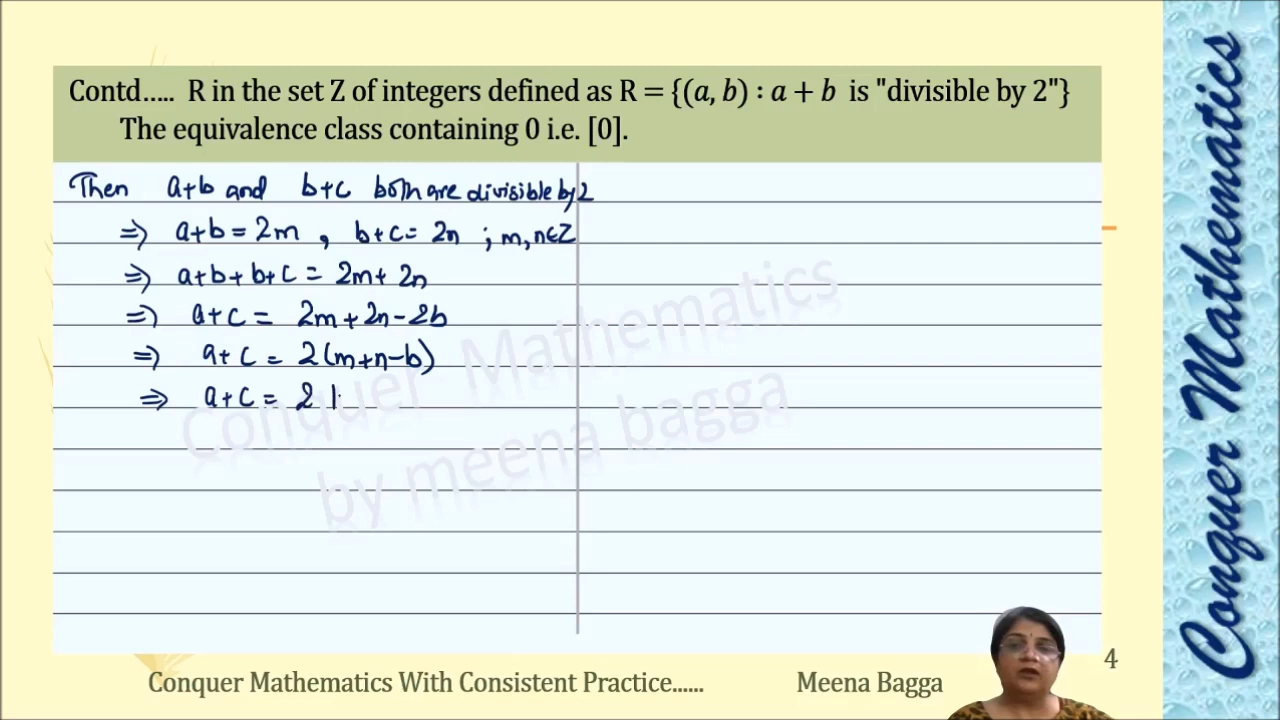 Contd..... R in the set Z of integers defined as R = {(a, b) : a + b is "divisible by 2"}
The equivalence class containing 0 i.e. [0].
Then a+b and b+c both are divisible by 2
⇒ a+b = 2m , b+c = 2n ; m, n∈Z
⇒ a+b+b+c = 2m+2n
⇒ a+c = 2m+2n-2b
⇒ a+c = 2(m+n-b)
⇒ a+c = 2
Conquer Mathematics
by meena bagga
Conquer Mathematics With Consistent Practice......
Meena Bagga
4
Conquer Mathematics